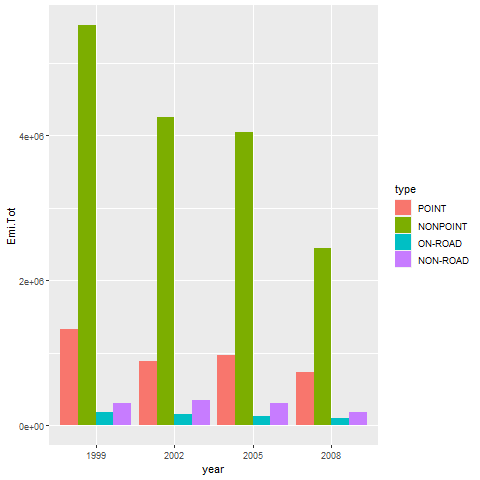 Emi.Tot
4e+06
2e+06
0e+00
1999 2002 2005 2008
year
type
POINT
NONPOINT
ON-ROAD
NON-ROAD